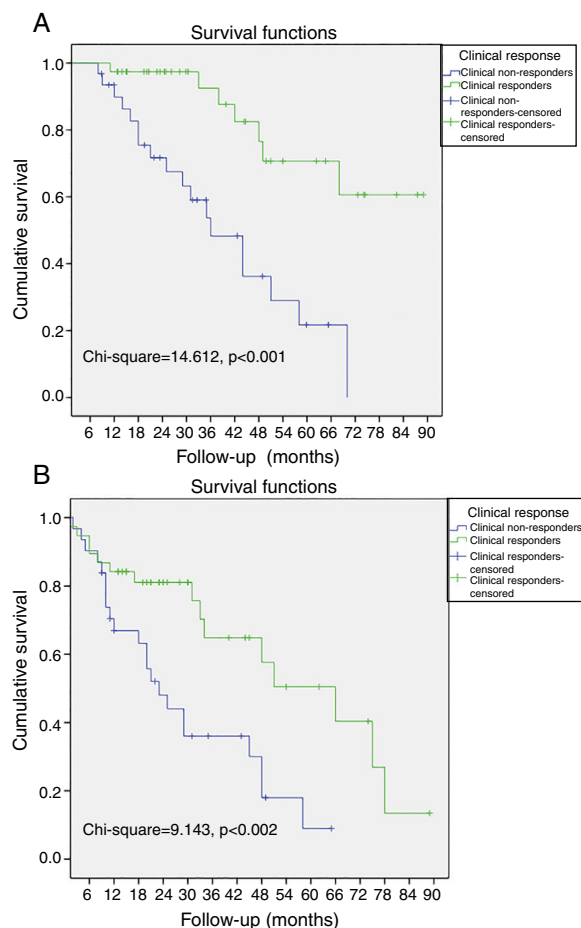 A
Survival functions
Clinical response
Clinical non-responders
Clinical responders
Clinical non-
responders-censored
Clinical responders-
censored
1.0
0.8
0.6
0.4
0.2
0.0
Cumulative survival
Chi-square=14.612, p<0.001
6 12 18 24 30 36 42 48 54 60 66 72 78 84 90
Follow-up (months)
B
Survival functions
Clinical response
Clinical non-responders
Clinical responders
Clinical responders-
censored
Clinical responders-
censored
1.0
0.8
0.6
0.4
0.2
0.0
Cumulative survival
Chi-square=9.143, p<0.002
6 12 18 24 30 36 42 48 54 60 66 72 78 84 90
Follow-up (months)